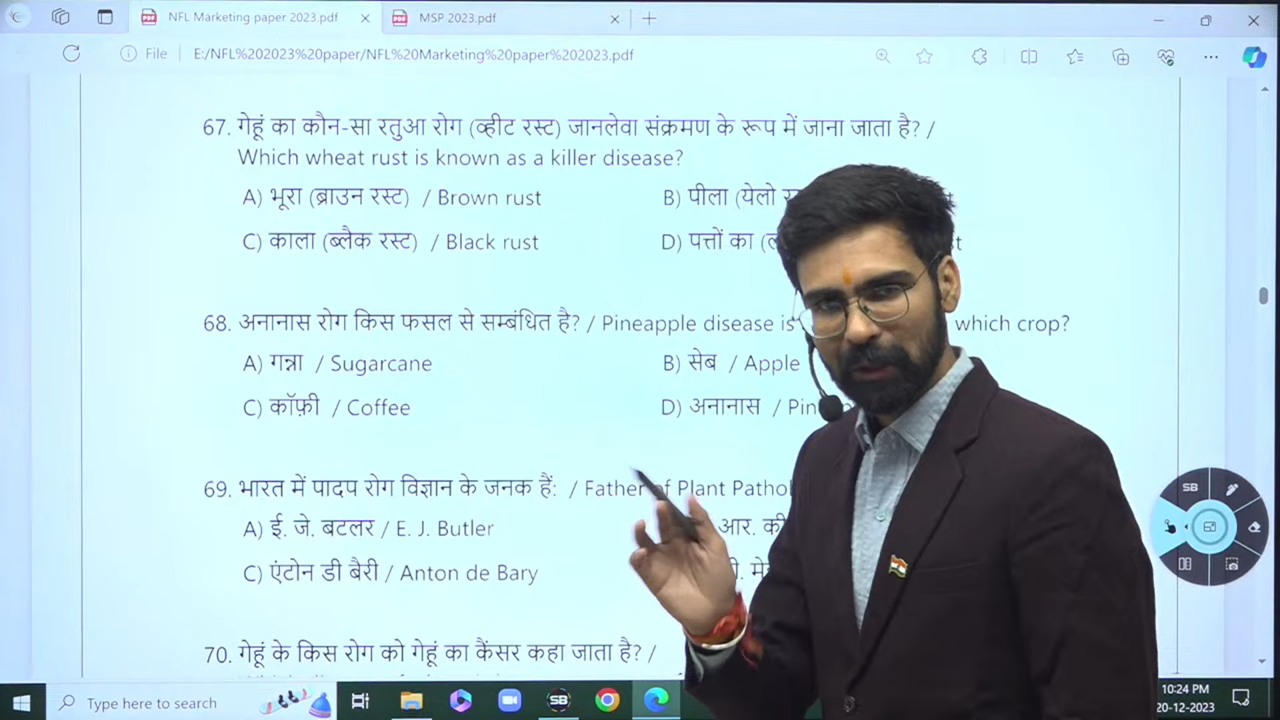 NFL Marketing paper 2023.pdf
MSP 2023.pdf
File E:/NFL%202023%20paper/NFL%20Marketing%20paper%202023.pdf
67. गेहूं का कौन-सा रतुआ रोग (व्हीट रस्ट) जानलेवा संक्रमण के रूप में जाना जाता है? /
Which wheat rust is known as a killer disease?
A) भूरा (ब्राउन रस्ट) / Brown rust
B) पीला (येलो
C) काला (ब्लैक रस्ट) / Black rust
D) पत्तों का
68. अनानास रोग किस फसल से सम्बंधित है? / Pineapple disease is which crop?
A) गन्ना / Sugarcane
B) सेब / Apple
C) कॉफ़ी / Coffee
D) अनानास /
69. भारत में पादप रोग विज्ञान के जनक हैं: / Father of Plant
A) ई. जे. बटलर / E. J. Butler
आर.
C) एंटोन डी बैरी / Anton de Bary
70. गेहूं के किस रोग को गेहूं का कैंसर कहा जाता है? /
SB
Type here to search
SB
10:24 PM
20-12-2023